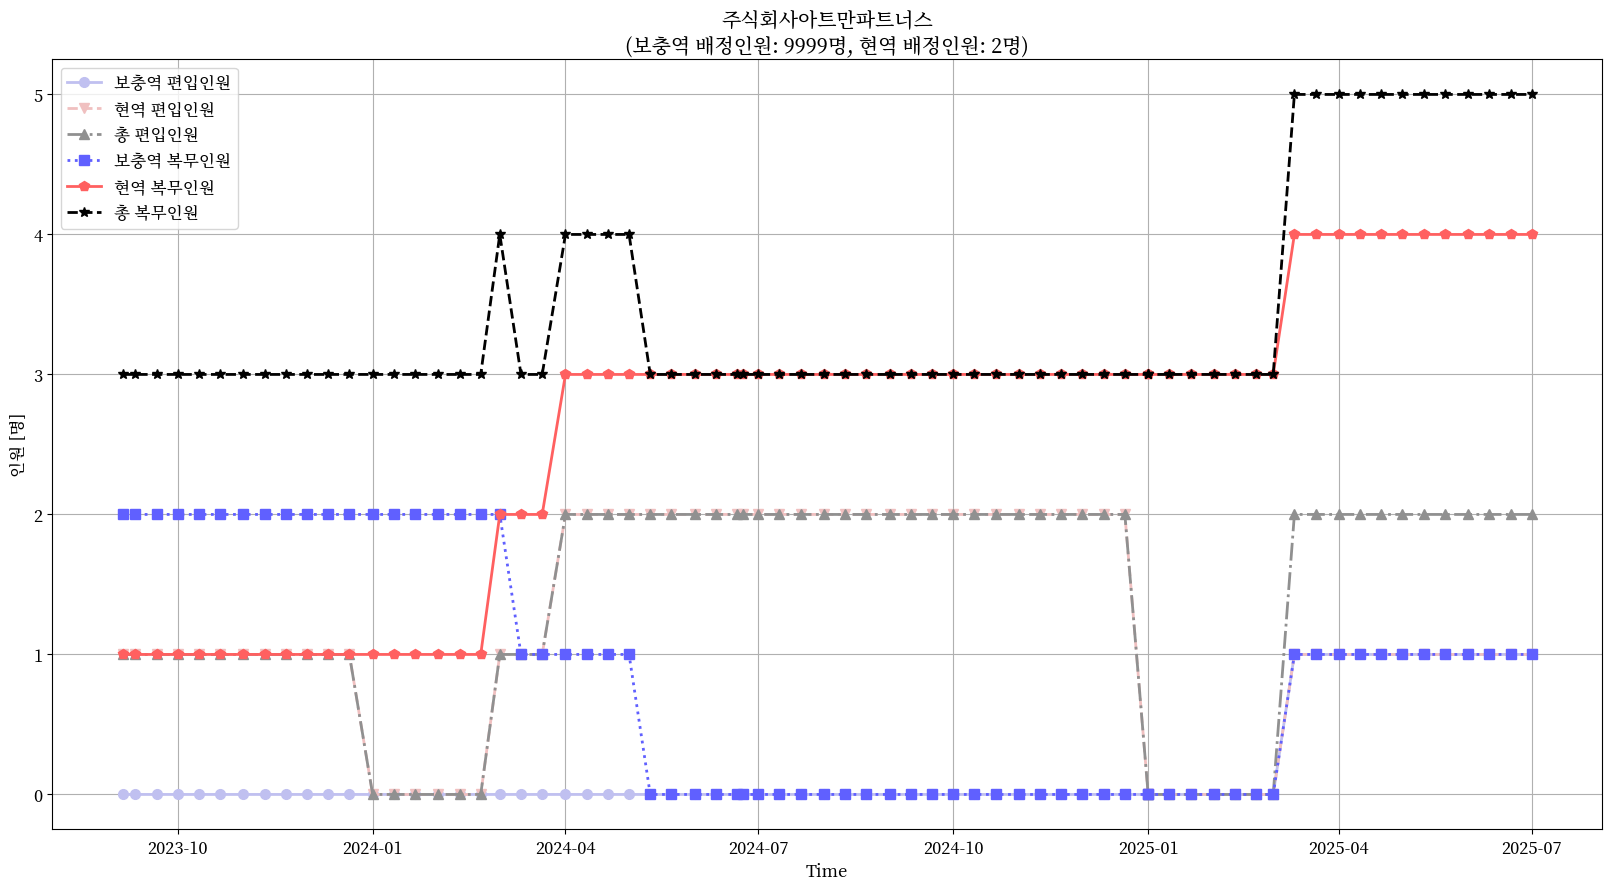 주식회사아트만파트너스
(보충역 배정인원: 9999명, 현역 배정인원: 2명)
보충역 편입인원
현역 편입인원
총 편입인원
보충역 복무인원
현역 복무인원
총 복무인원
인원 [명]
5
4
3
2
1
0
2023-10
2024-01
2024-04
2024-07
2024-10
2025-01
2025-04
2025-07
Time